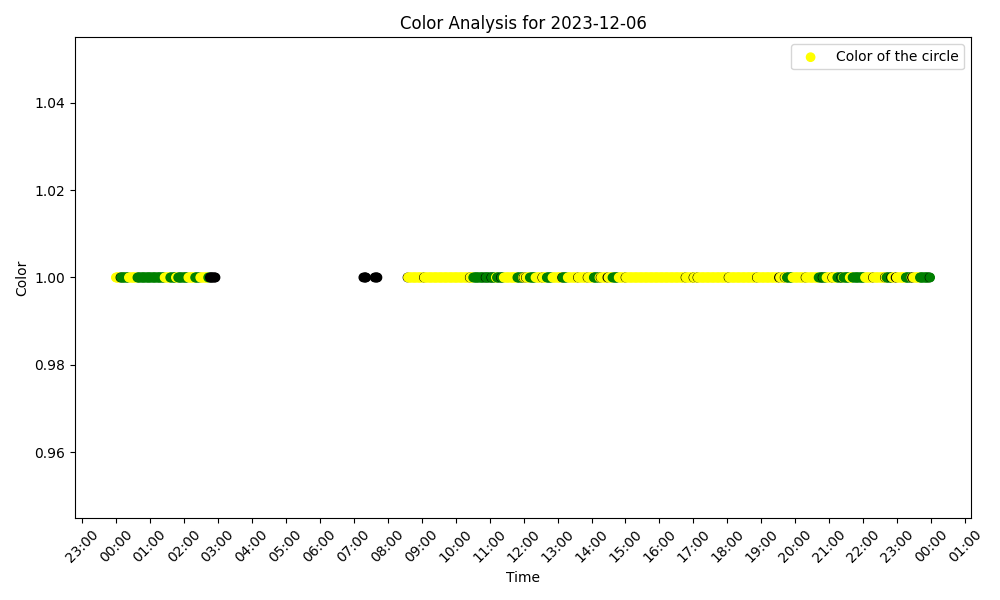 Color Analysis for 2023-12-06
Color of the circle
1.04
1.02
1.00
0.98
0.96
Color
23:00 00:00 01:00 02:00 03:00 04:00 05:00 06:00 07:00 08:00 09:00 10:00 11:00 12:00 13:00 14:00 15:00 16:00 17:00 18:00 19:00 20:00 21:00 22:00 23:00 00:00 01:00
Time